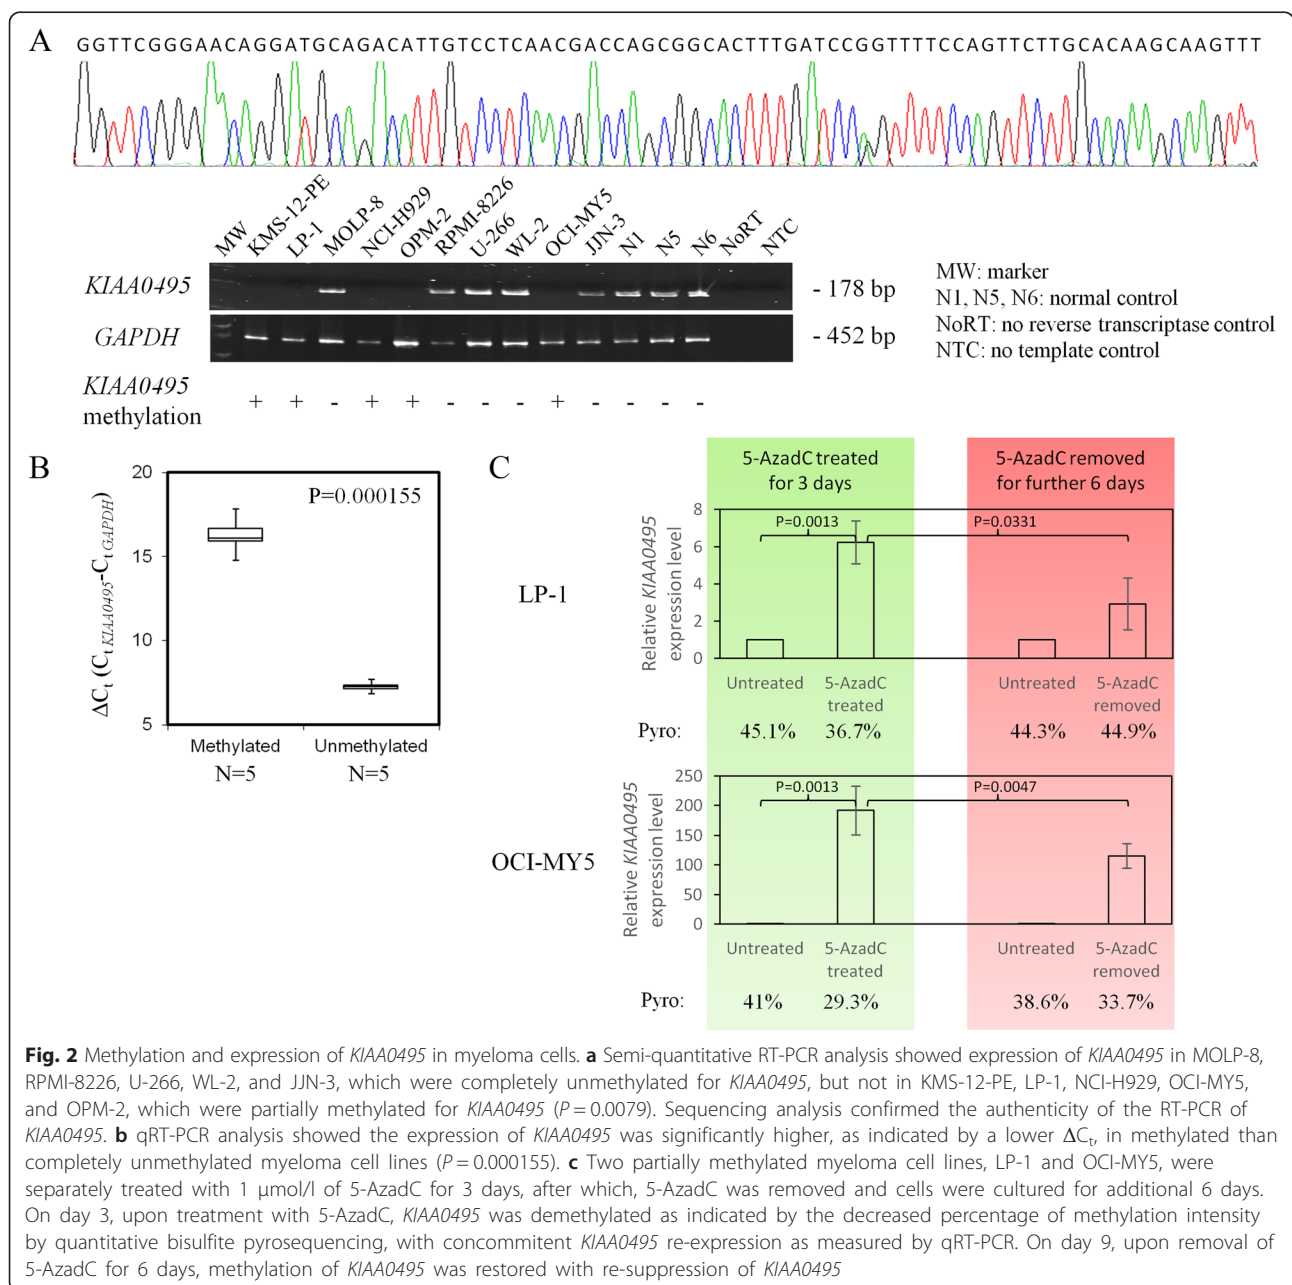 A
GGTTCGGGAACAGGATGCAGACATTGTCCTCAACGACCAGCGGCACTTTGATCCGGTTTTCCAGTTCTTGCACAAGCAAGTTT
MW KMS-12-PE LP-1 MOLP-8 NCI-H929 OPM-2 RPMI-8226 U-266 WL-2 OCI-MY5 JJN-3 N1 N5 N6 NoRT NTC
KIAA0495
- 178 bp
GAPDH
- 452 bp
MW: marker
N1, N5, N6: normal control
NoRT: no reverse transcriptase control
NTC: no template control
KIAA0495
methylation
+ + - + + - - - + - - - -
B
P=0.000155
ΔCt (Ct KIAA0495-Ct GAPDH)
20
15
10
5
Methylated Unmethylated
N=5 N=5
C
5-AzadC treated
for 3 days
5-AzadC removed
for further 6 days
LP-1
Relative KIAA0495
expression level
8
6
4
2
0
P=0.0013 P=0.0331
Untreated 5-AzadC
treated
Untreated 5-AzadC
removed
Pyro: 45.1% 36.7% 44.3% 44.9%
OCI-MY5
Relative KIAA0495
expression level
250
200
150
100
50
0
P=0.0013 P=0.0047
Untreated 5-AzadC
treated
Untreated 5-AzadC
removed
Pyro: 41% 29.3% 38.6% 33.7%
Fig. 2 Methylation and expression of KIAA0495 in myeloma cells. a Semi-quantitative RT-PCR analysis showed expression of KIAA0495 in MOLP-8,
RPMI-8226, U-266, WL-2, and JJN-3, which were completely unmethylated for KIAA0495, but not in KMS-12-PE, LP-1, NCI-H929, OCI-MY5,
and OPM-2, which were partially methylated for KIAA0495 (P = 0.0079). Sequencing analysis confirmed the authenticity of the RT-PCR of
KIAA0495. b qRT-PCR analysis showed the expression of KIAA0495 was significantly higher, as indicated by a lower ΔCt, in methylated than
completely unmethylated myeloma cell lines (P = 0.000155). c Two partially methylated myeloma cell lines, LP-1 and OCI-MY5, were
separately treated with 1 μmol/l of 5-AzadC for 3 days, after which, 5-AzadC was removed and cells were cultured for additional 6 days.
On day 3, upon treatment with 5-AzadC, KIAA0495 was demethylated as indicated by the decreased percentage of methylation intensity
by quantitative bisulfite pyrosequencing, with concommitent KIAA0495 re-expression as measured by qRT-PCR. On day 9, upon removal of
5-AzadC for 6 days, methylation of KIAA0495 was restored with re-suppression of KIAA0495